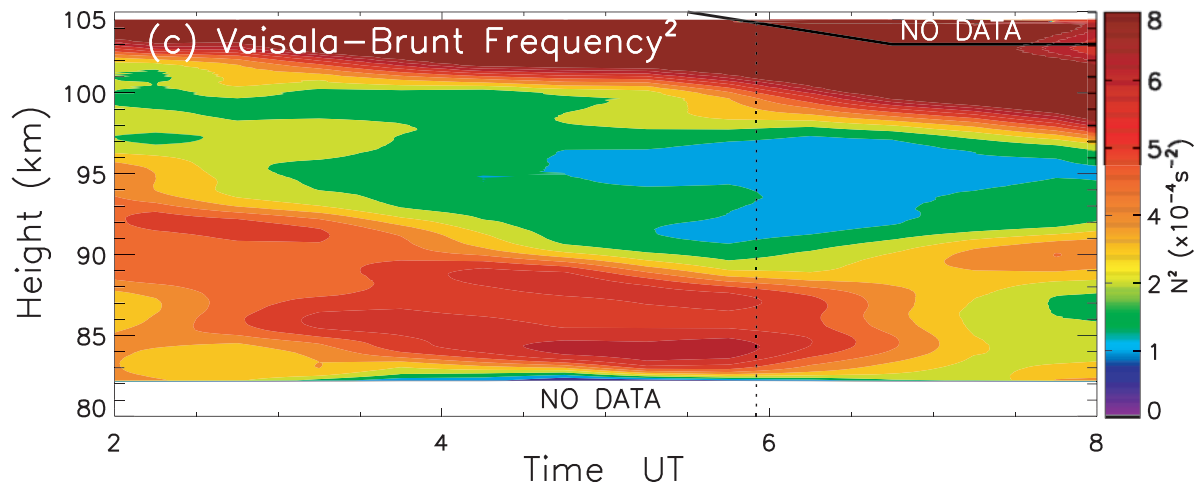 (c) Vaisala-Brunt Frequency²
NO DATA
105
100
95
90
85
80
Height (km)
NO DATA
2
4
6
8
Time UT
8
6
5
4
2
1
0
N² (x10⁻⁴s⁻²)